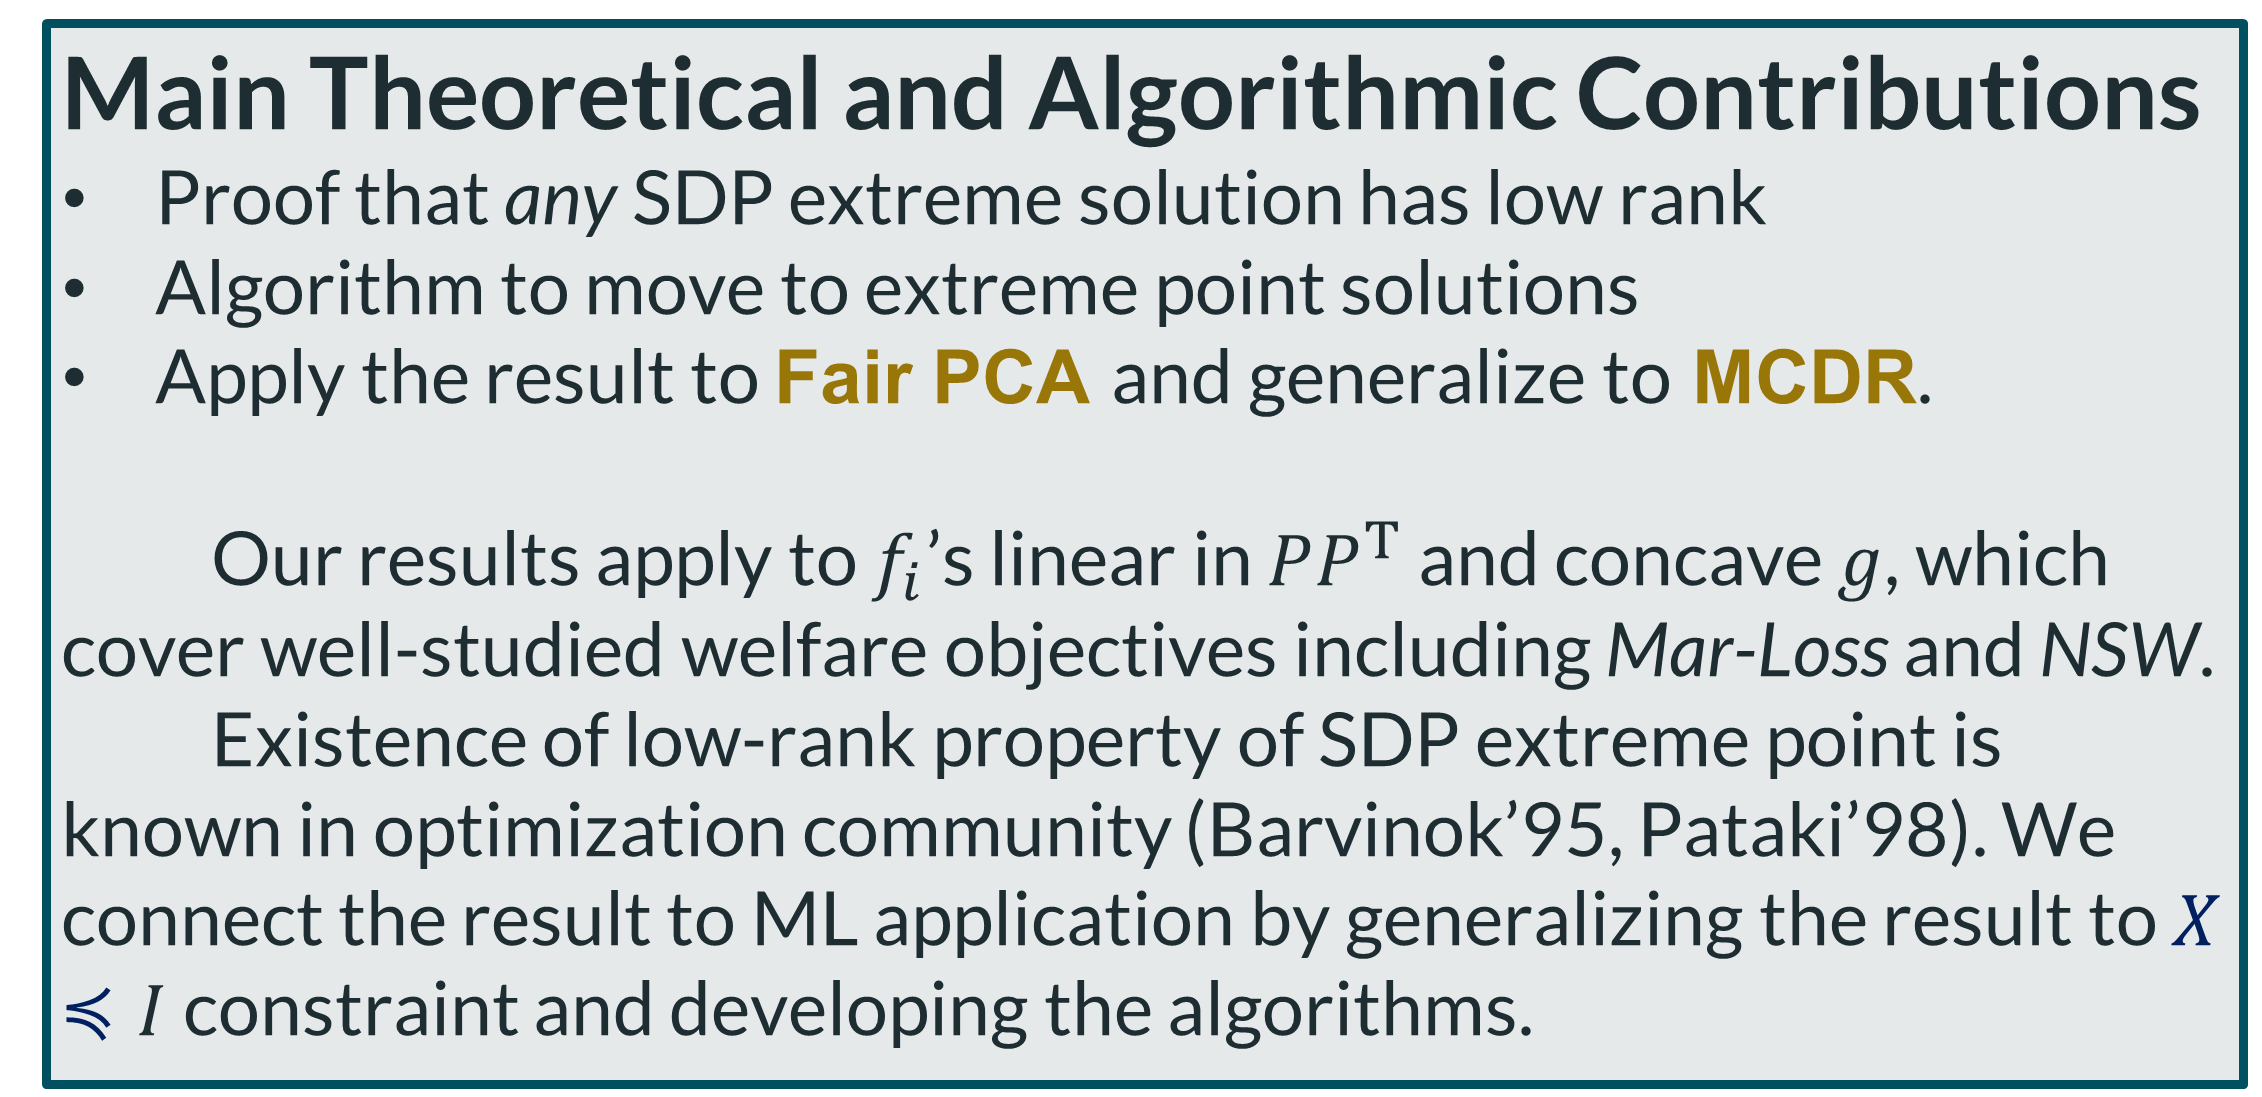 Main Theoretical and Algorithmic Contributions
• Proof that any SDP extreme solution has low rank
• Algorithm to move to extreme point solutions
• Apply the result to Fair PCA and generalize to MCDR.
Our results apply to 𝑓ᵢ’s linear in 𝑃𝑃ᵀ and concave 𝑔, which
cover well-studied welfare objectives including Mar-Loss and NSW.
Existence of low-rank property of SDP extreme point is
known in optimization community (Barvinok’95, Pataki’98). We
connect the result to ML application by generalizing the result to 𝑋
≼ 𝐼 constraint and developing the algorithms.